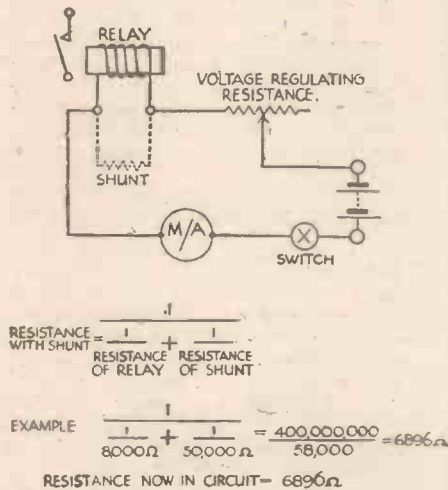 RELAY
VOLTAGE REGULATING
RESISTANCE.
SHUNT
M/A
SWITCH
RESISTANCE WITH SHUNT = 1 / (1 / RESISTANCE OF RELAY + 1 / RESISTANCE OF SHUNT)
EXAMPLE 1 / (1 / 8000Ω + 1 / 50,000Ω) = 400,000,000 / 58,000 = 6896Ω
RESISTANCE NOW IN CIRCUIT= 6896Ω